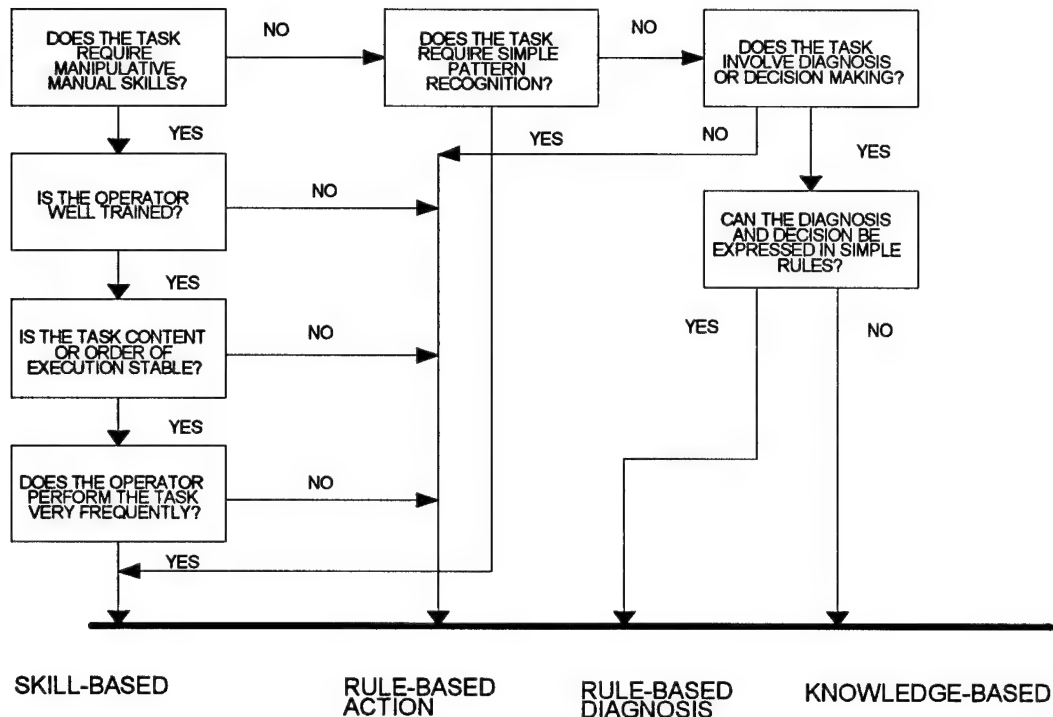 DOES THE TASK
REQUIRE
MANIPULATIVE
MANUAL SKILLS?
NO
DOES THE TASK
REQUIRE SIMPLE
PATTERN
RECOGNITION?
NO
DOES THE TASK
INVOLVE DIAGNOSIS
OR DECISION MAKING?
YES
YES
NO
YES
IS THE OPERATOR
WELL TRAINED?
NO
CAN THE DIAGNOSIS
AND DECISION BE
EXPRESSED IN SIMPLE
RULES?
YES
IS THE TASK CONTENT
OR ORDER OF
EXECUTION STABLE?
NO
YES
NO
YES
DOES THE OPERATOR
PERFORM THE TASK
VERY FREQUENTLY?
NO
YES
SKILL-BASED
RULE-BASED
ACTION
RULE-BASED
DIAGNOSIS
KNOWLEDGE-BASED